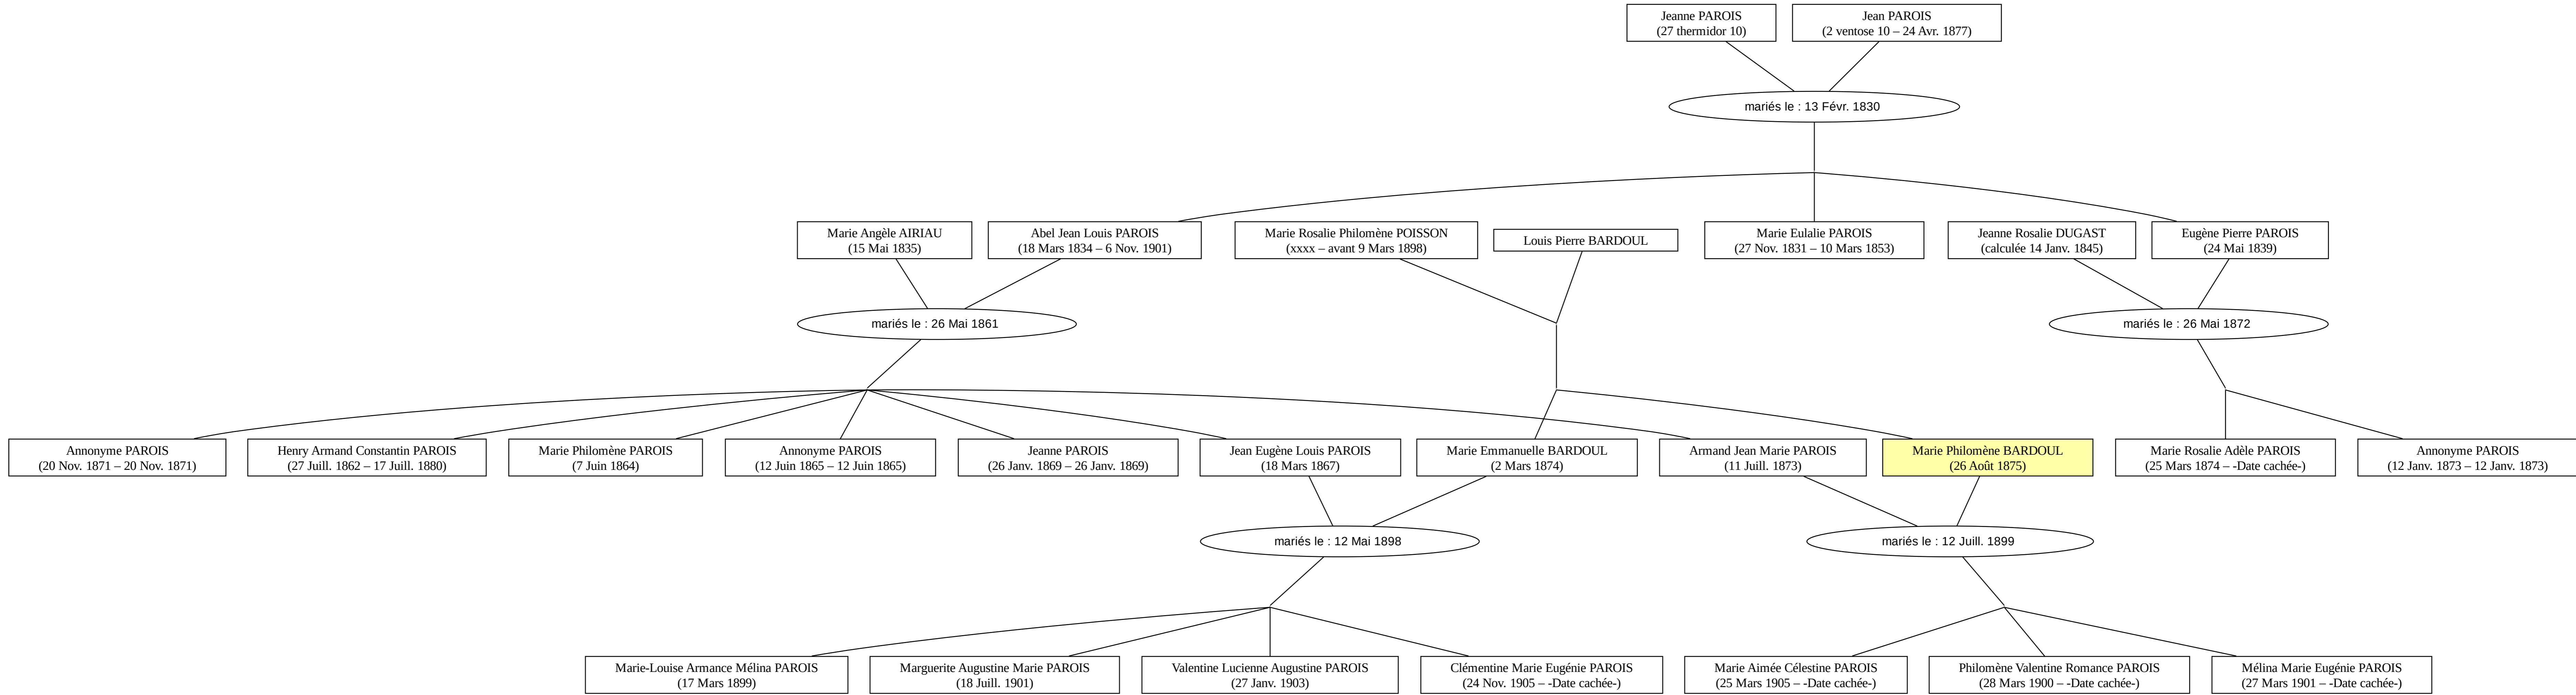 Jeanne PAROIS
(27 thermidor 10)
Jean PAROIS
(2 ventose 10 – 24 Avr. 1877)
mariés le : 13 Févr. 1830
Marie Angèle AIRIAU
(15 Mai 1835)
Abel Jean Louis PAROIS
(18 Mars 1834 – 6 Nov. 1901)
Marie Rosalie Philomène POISSON
(xxxx – avant 9 Mars 1898)
Louis Pierre BARDOUL
Marie Eulalie PAROIS
(27 Nov. 1831 – 10 Mars 1853)
Jeanne Rosalie DUGAST
(calculée 14 Janv. 1845)
Eugène Pierre PAROIS
(24 Mai 1839)
mariés le : 26 Mai 1861
mariés le : 26 Mai 1872
Annonyme PAROIS
(20 Nov. 1871 – 20 Nov. 1871)
Henry Armand Constantin PAROIS
(27 Juill. 1862 – 17 Juill. 1880)
Marie Philomène PAROIS
(7 Juin 1864)
Annonyme PAROIS
(12 Juin 1865 – 12 Juin 1865)
Jeanne PAROIS
(26 Janv. 1869 – 26 Janv. 1869)
Jean Eugène Louis PAROIS
(18 Mars 1867)
Marie Emmanuelle BARDOUL
(2 Mars 1874)
Armand Jean Marie PAROIS
(11 Juill. 1873)
Marie Philomène BARDOUL
(26 Août 1875)
Marie Rosalie Adèle PAROIS
(25 Mars 1874 – -Date cachée-)
Annonyme PAROIS
(12 Janv. 1873 – 12 Janv. 1873)
mariés le : 12 Mai 1898
mariés le : 12 Juill. 1899
Marie-Louise Armance Mélina PAROIS
(17 Mars 1899)
Marguerite Augustine Marie PAROIS
(18 Juill. 1901)
Valentine Lucienne Augustine PAROIS
(27 Janv. 1903)
Clémentine Marie Eugénie PAROIS
(24 Nov. 1905 – -Date cachée-)
Marie Aimée Célestine PAROIS
(25 Mars 1905 – -Date cachée-)
Philomène Valentine Romance PAROIS
(28 Mars 1900 – -Date cachée-)
Mélina Marie Eugénie PAROIS
(27 Mars 1901 – -Date cachée-)